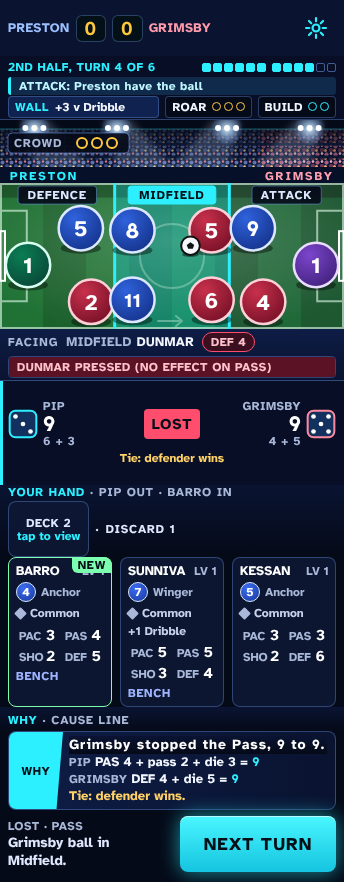 PRESTON 0 0 GRIMSBY
2ND HALF, TURN 4 OF 6
ATTACK: Preston have the ball
WALL +3 v Dribble ROAR BUILD
CROWD
PRESTON GRIMSBY
DEFENCE MIDFIELD ATTACK
5 8 5 9
1 1
2 11 6 4
FACING MIDFIELD DUNMAR DEF 4
DUNMAR PRESSED (NO EFFECT ON PASS)
PIP GRIMSBY
9 LOST 9
6 + 3 4 + 5
Tie: defender wins
YOUR HAND · PIP OUT · BARRO IN
DECK 2
tap to view
· DISCARD 1
NEW
BARRO SUNNIVA LV 1 KESSAN LV 1
4 Anchor 7 Winger 5 Anchor
Common Common Common
+1 Dribble
PAC 3 PAS 4 PAC 5 PAS 5 PAC 3 PAS 3
SHO 2 DEF 5 SHO 3 DEF 4 SHO 2 DEF 6
BENCH BENCH
WHY · CAUSE LINE
WHY
Grimsby stopped the Pass, 9 to 9.
PIP PAS 4 + pass 2 + die 3 = 9
GRIMSBY DEF 4 + die 5 = 9
Tie: defender wins.
LOST · PASS
Grimsby ball in
Midfield.
NEXT TURN